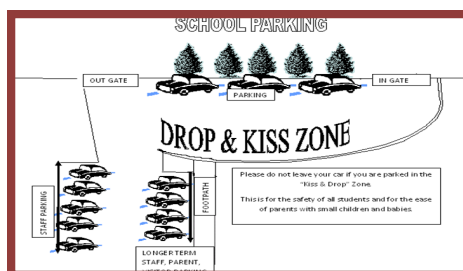 SCHOOL PARKING
OUT GATE
IN GATE
PARKING
DROP & KISS ZONE
Please do not leave your car if you are parked in the
"Kiss & Drop" Zone.
This is for the safety of all students and for the ease
of parents with small children and babies.
STAFF PARKING
FOOTPATH
LONGER TERM
STAFF, PARENT,
VISITOR PARKING